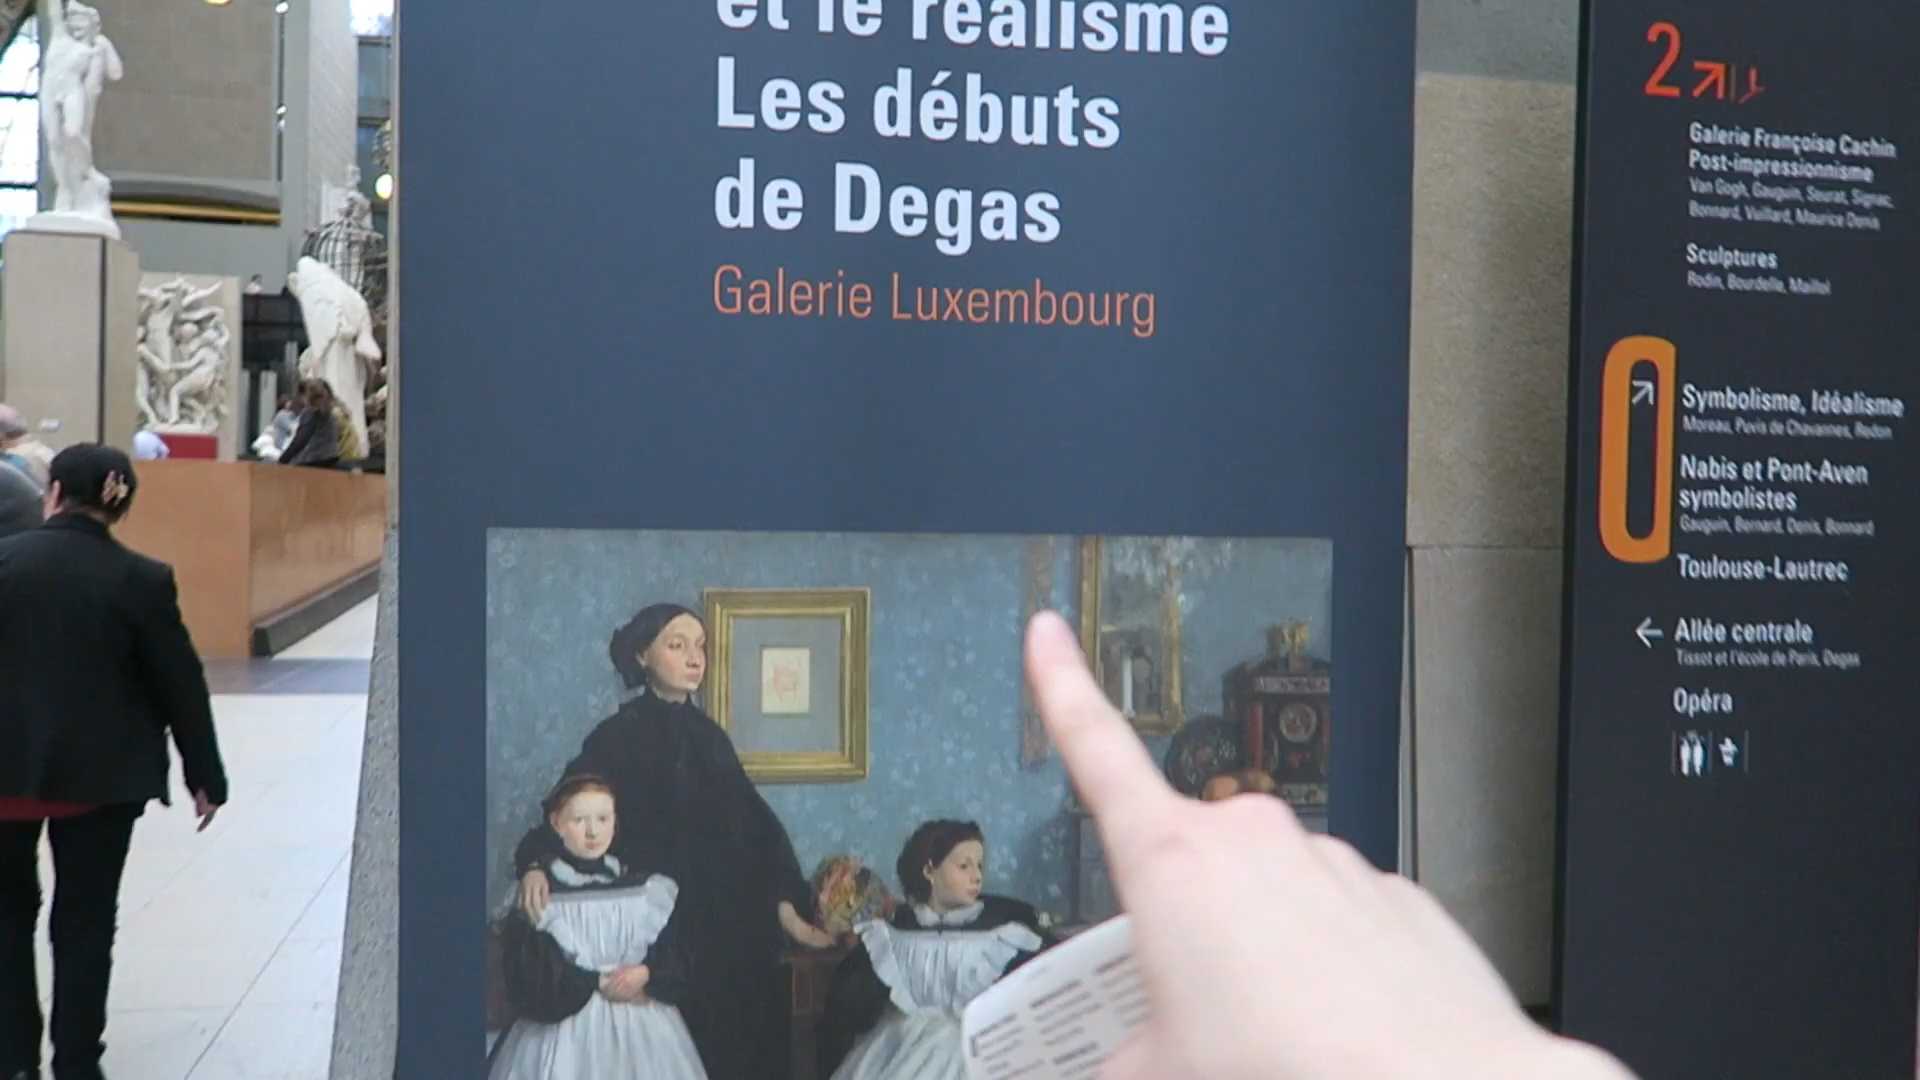 et le réalisme
Les débuts
de Degas
Galerie Luxembourg
2
Galerie Françoise Cachin
Post-impressionnisme
Van Gogh, Gauguin, Seurat, Signac,
Bonnard, Vuillard, Maurice Denis
Sculptures
Rodin, Bourdelle, Maillol
0
Symbolisme, Idéalisme
Moreau, Puvis de Chavannes, Redon
Nabis et Pont-Aven
symbolistes
Gauguin, Bernard, Denis, Bonnard
Toulouse-Lautrec
Allée centrale
Tissot et l'école de Paris, Degas
Opéra